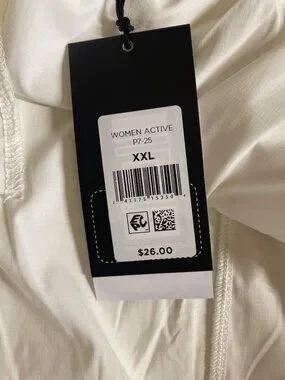 WOMEN ACTIVE
P7-25
XXL
$26.00